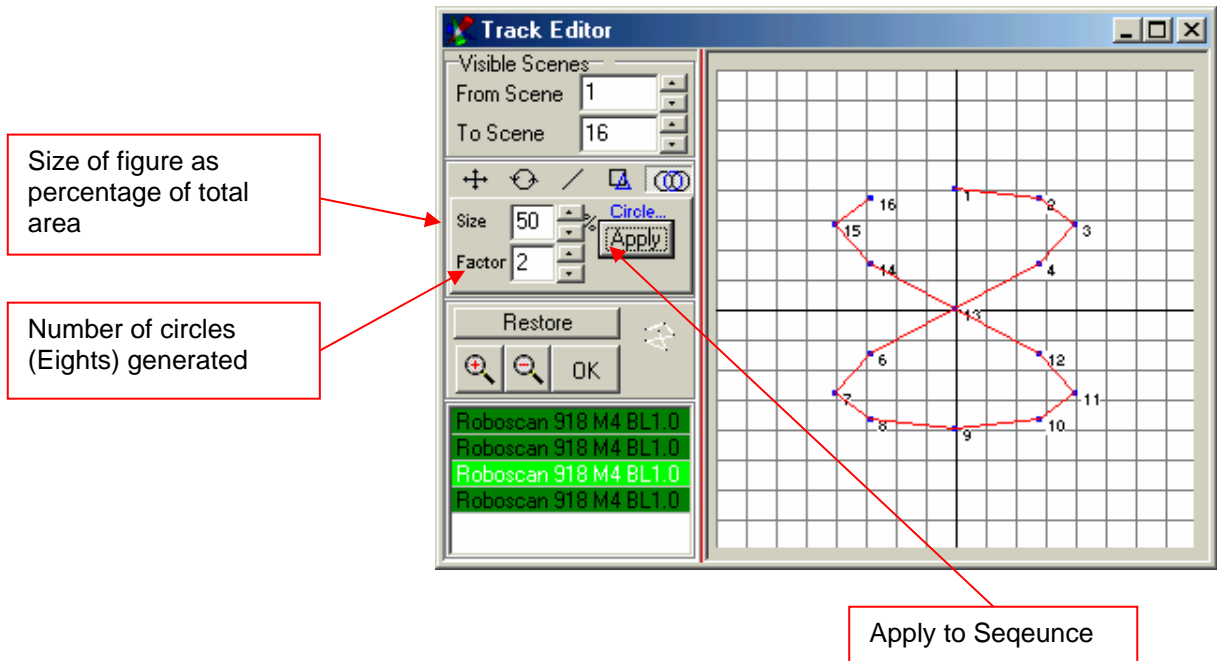 Track Editor
Visible Scenes
From Scene 1
To Scene 16
Size 50 % Circle...
Apply
Factor 2
Restore
OK
Roboscan 918 M4 BL1.0
Roboscan 918 M4 BL1.0
Roboscan 918 M4 BL1.0
Roboscan 918 M4 BL1.0
1
2
3
4
13
6
7
8
9
10
11
12
14
15
16
Size of figure as
percentage of total
area
Number of circles
(Eights) generated
Apply to Seqeunce